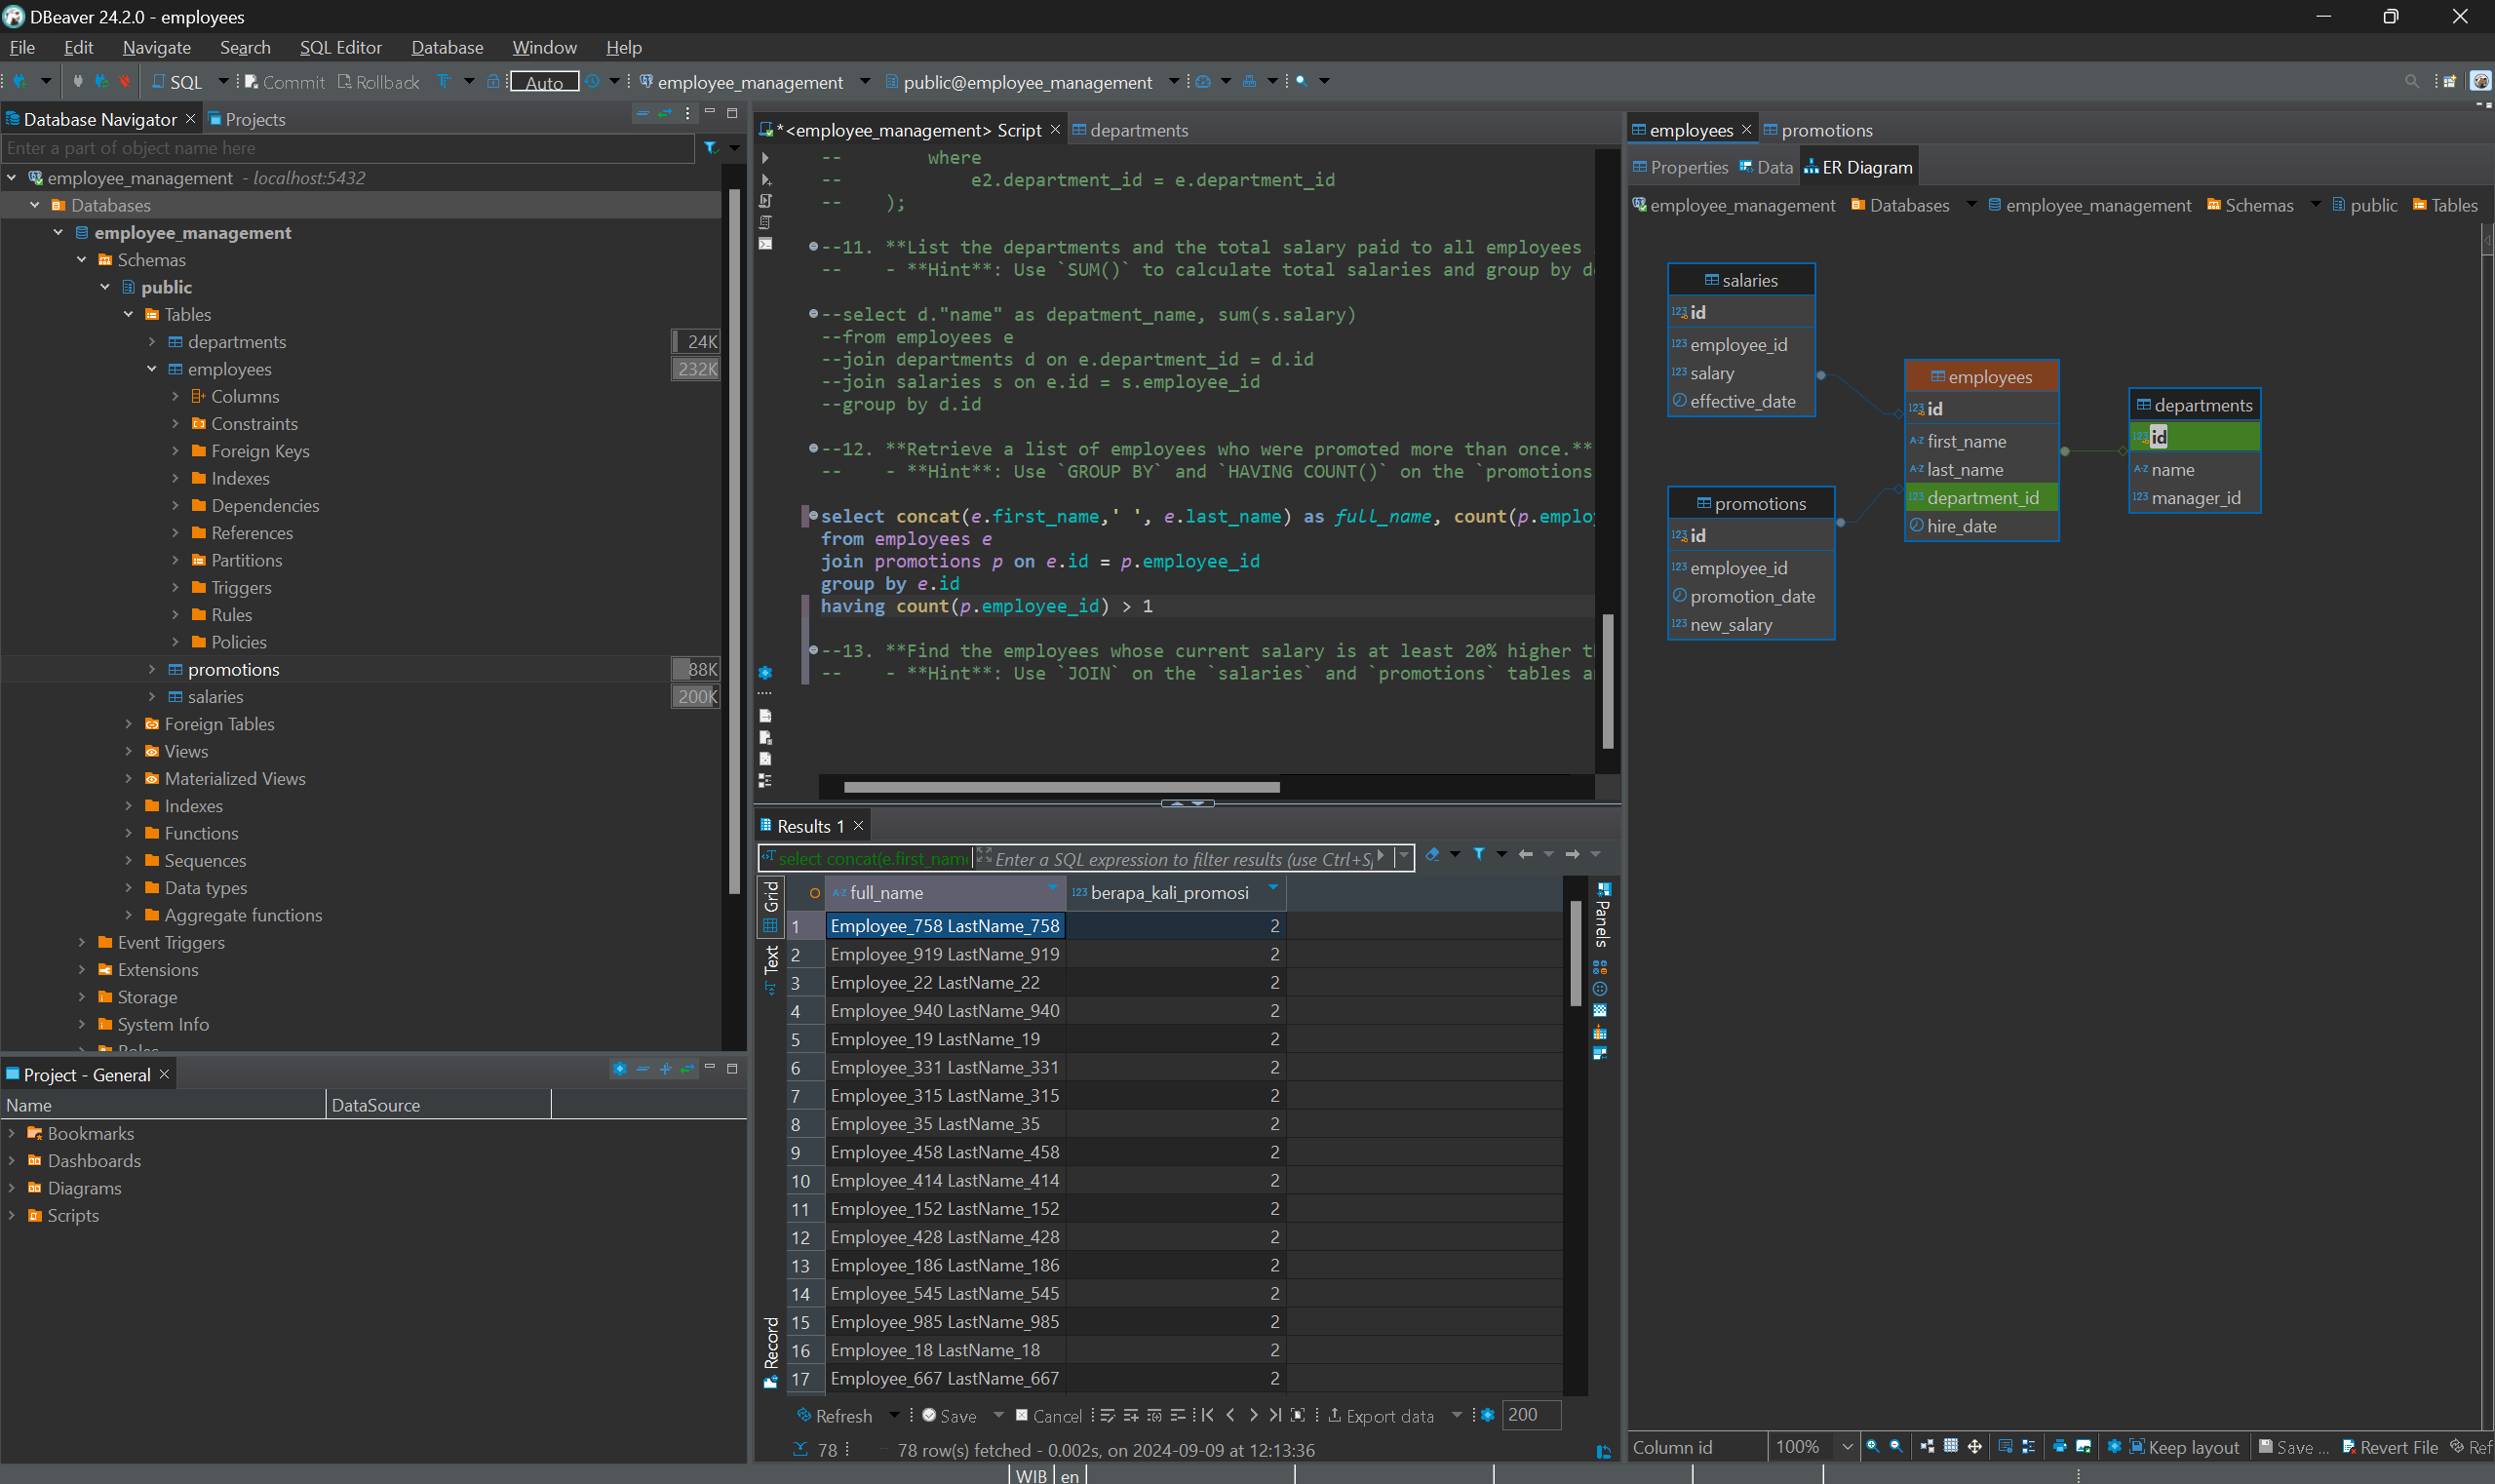 DBeaver 24.2.0 - employees
File Edit Navigate Search SQL Editor Database Window Help
SQL Commit Rollback Auto employee_management public@employee_management
Database Navigator Projects
Enter a part of object name here
employee_management - localhost:5432
Databases
employee_management
Schemas
public
Tables
departments 24K
employees 232K
Columns
Constraints
Foreign Keys
Indexes
Dependencies
References
Partitions
Triggers
Rules
Policies
promotions 88K
salaries 200K
Foreign Tables
Views
Materialized Views
Indexes
Functions
Sequences
Data types
Aggregate functions
Event Triggers
Extensions
Storage
System Info
Project - General
Name DataSource
Bookmarks
Dashboards
Diagrams
Scripts
*<employee_management> Script departments
-- where
-- e2.department_id = e.department_id
-- );
--11. **List the departments and the total salary paid to all employees
-- - **Hint**: Use `SUM()` to calculate total salaries and group by d
--select d."name" as depatment_name, sum(s.salary)
--from employees e
--join departments d on e.department_id = d.id
--join salaries s on e.id = s.employee_id
--group by d.id
--12. **Retrieve a list of employees who were promoted more than once.**
-- - **Hint**: Use `GROUP BY` and `HAVING COUNT()` on the `promotions
select concat(e.first_name,' ', e.last_name) as full_name, count(p.emplo
from employees e
join promotions p on e.id = p.employee_id
group by e.id
having count(p.employee_id) > 1
--13. **Find the employees whose current salary is at least 20% higher t
-- - **Hint**: Use `JOIN` on the `salaries` and `promotions` tables a
Results 1
select concat(e.first_name Enter a SQL expression to filter results (use Ctrl+S
Grid
Text
Record
Panels
full_name berapa_kali_promosi
1 Employee_758 LastName_758 2
2 Employee_919 LastName_919 2
3 Employee_22 LastName_22 2
4 Employee_940 LastName_940 2
5 Employee_19 LastName_19 2
6 Employee_331 LastName_331 2
7 Employee_315 LastName_315 2
8 Employee_35 LastName_35 2
9 Employee_458 LastName_458 2
10 Employee_414 LastName_414 2
11 Employee_152 LastName_152 2
12 Employee_428 LastName_428 2
13 Employee_186 LastName_186 2
14 Employee_545 LastName_545 2
15 Employee_985 LastName_985 2
16 Employee_18 LastName_18 2
17 Employee_667 LastName_667 2
Refresh Save Cancel Export data 200
78 78 row(s) fetched - 0.002s, on 2024-09-09 at 12:13:36
employees promotions
Properties Data ER Diagram
employee_management Databases employee_management Schemas public Tables
salaries
123 id
123 employee_id
123 salary
effective_date
employees
123 id
A-Z first_name
A-Z last_name
123 department_id
hire_date
departments
123 id
A-Z name
123 manager_id
promotions
123 id
123 employee_id
promotion_date
123 new_salary
Column id 100% Keep layout Save ... Revert File Ref
WIB en